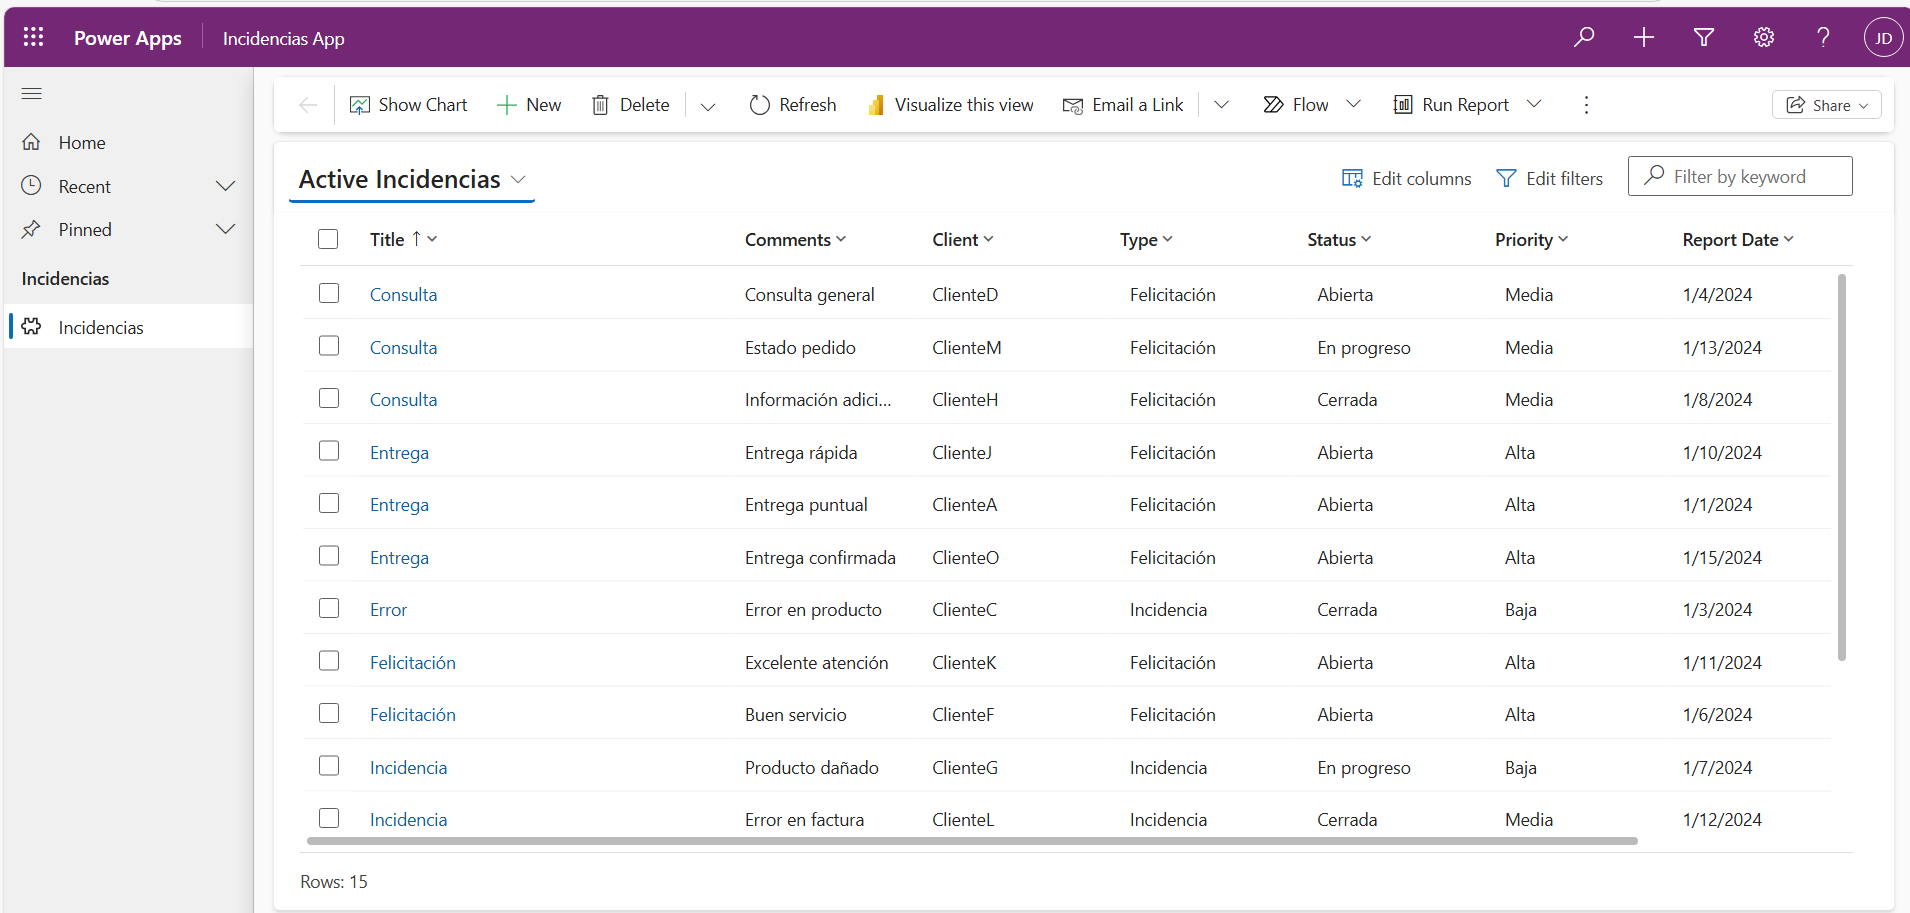 Power Apps Incidencias App JD
Show Chart New Delete Refresh Visualize this view Email a Link Flow Run Report Share
Home
Recent
Pinned
Incidencias
Incidencias
Active Incidencias Edit columns Edit filters Filter by keyword
Title Comments Client Type Status Priority Report Date
Consulta Consulta general ClienteD Felicitación Abierta Media 1/4/2024
Consulta Estado pedido ClienteM Felicitación En progreso Media 1/13/2024
Consulta Información adici... ClienteH Felicitación Cerrada Media 1/8/2024
Entrega Entrega rápida ClienteJ Felicitación Abierta Alta 1/10/2024
Entrega Entrega puntual ClienteA Felicitación Abierta Alta 1/1/2024
Entrega Entrega confirmada ClienteO Felicitación Abierta Alta 1/15/2024
Error Error en producto ClienteC Incidencia Cerrada Baja 1/3/2024
Felicitación Excelente atención ClienteK Felicitación Abierta Alta 1/11/2024
Felicitación Buen servicio ClienteF Felicitación Abierta Alta 1/6/2024
Incidencia Producto dañado ClienteG Incidencia En progreso Baja 1/7/2024
Incidencia Error en factura ClienteL Incidencia Cerrada Media 1/12/2024
Rows: 15